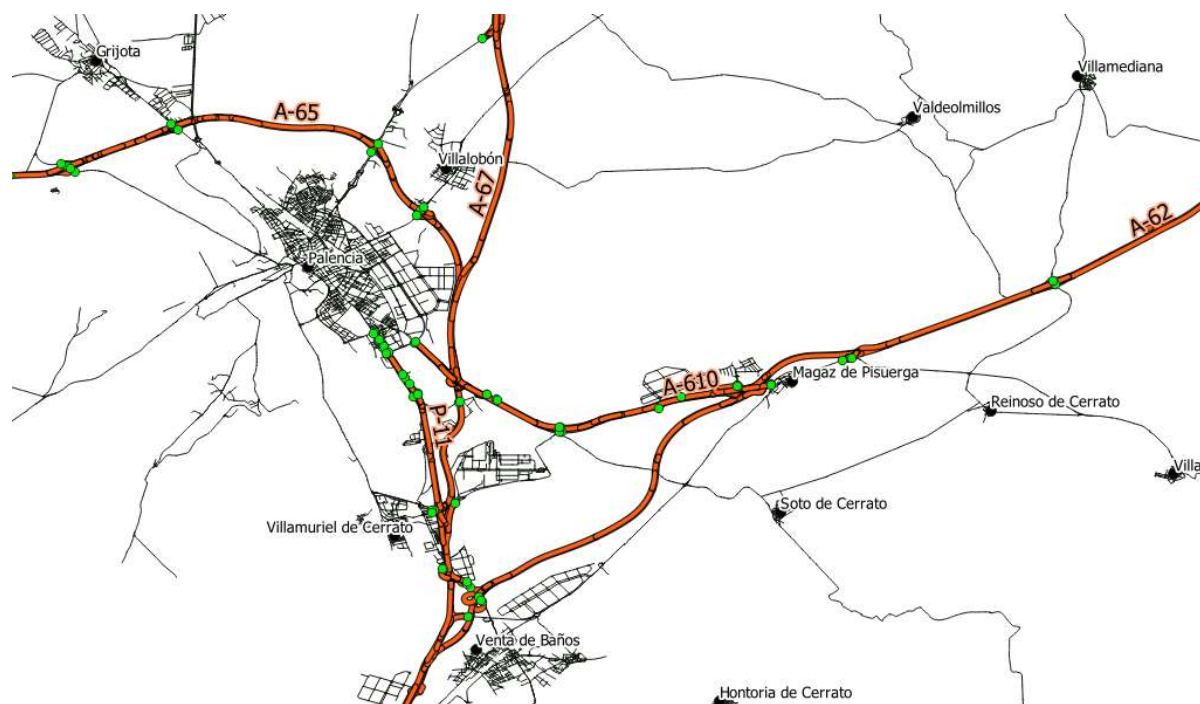 Grijota
Villamediana
A-65
Valdeolmillos
Villalobón
A-67
A-62
Palencia
Magaz de Pisuerga
A-610
Reinoso de Cerrato
P-11
Villa
Soto de Cerrato
Villamuriel de Cerrato
Venta de Baños
Hontoria de Cerrato